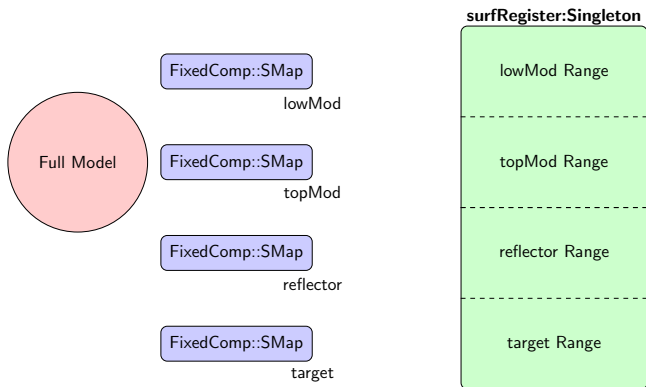 surfRegister:Singleton
FixedComp::SMap
lowMod
lowMod Range
Full Model
FixedComp::SMap
topMod
topMod Range
FixedComp::SMap
reflector
reflector Range
FixedComp::SMap
target
target Range